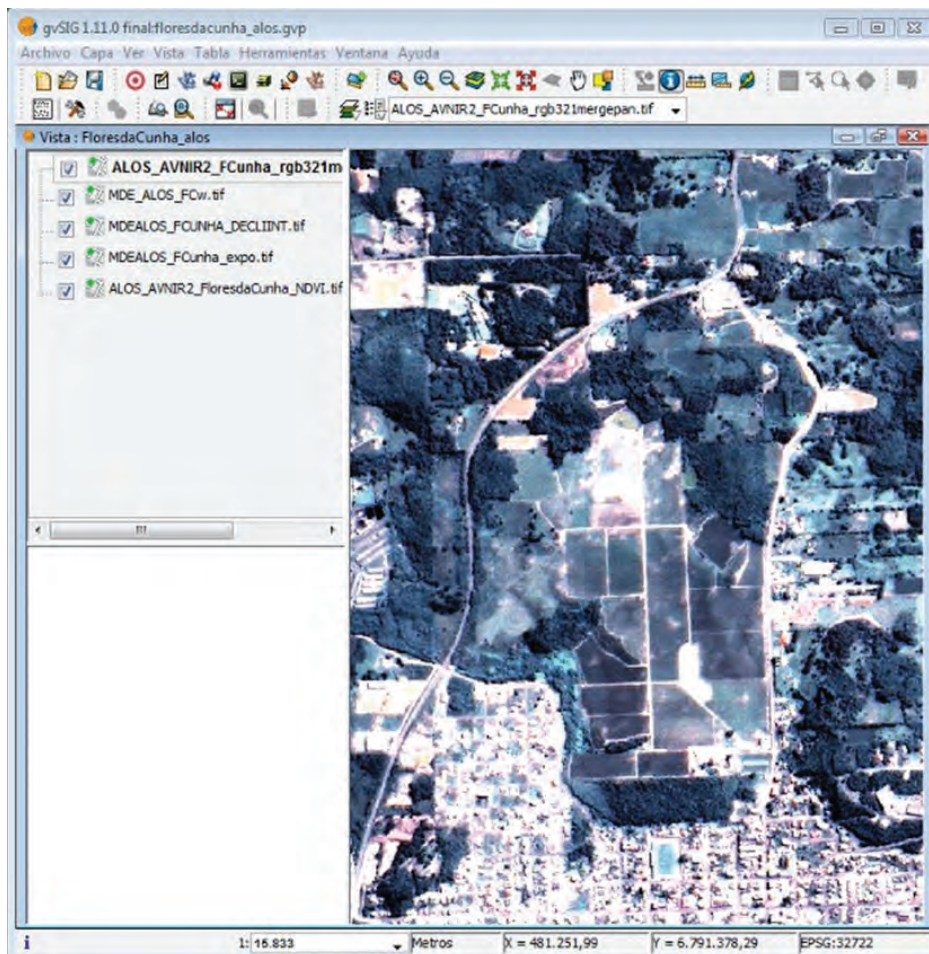 gvSIG 1.11.0 final:floresdacunha_alos.gvp
Archivo Capa Ver Vista Tabla Herramientas Ventana Ayuda
ALOS_AVNIR2_FCunha_rgb321mergepan.tif
Vista : FloresdaCunha_alos
ALOS_AVNIR2_FCunha_rgb321m
MDE_ALOS_FCw.tif
MDEALOS_FCUNHA_DECLIINT.tif
MDEALOS_FCunha_expo.tif
ALOS_AVNIR2_FloresdaCunha_NDVI.tif
1: 16.833 Metros X = 481.251,99 Y = 6.791.378,29 EPSG:32722